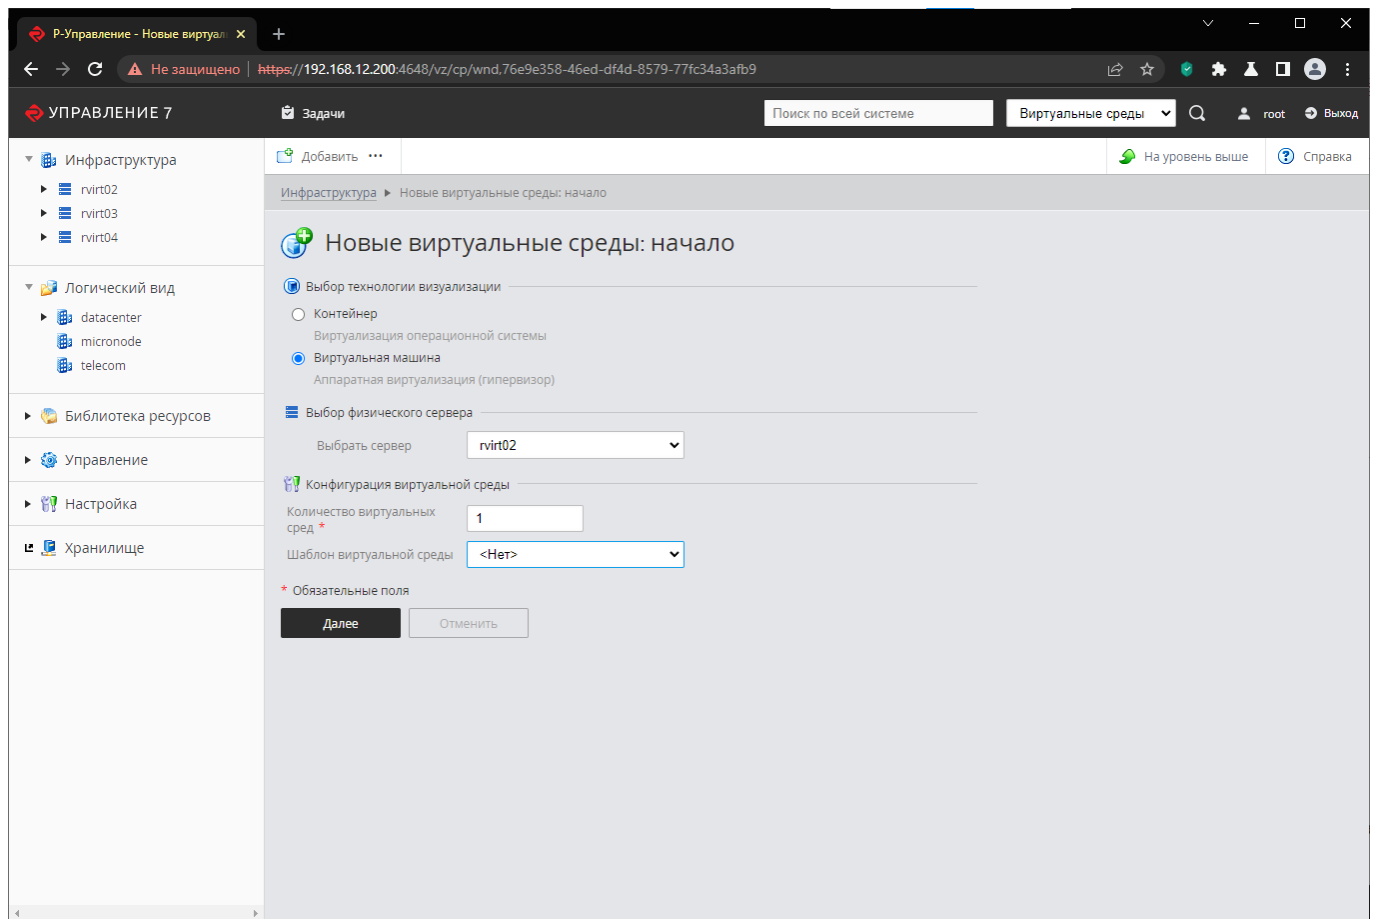 Р-Управление - Новые виртуал
Не защищено | https://192.168.12.200:4648/vz/cp/wnd,76e9e358-46ed-df4d-8579-77fc34a3afb9
УПРАВЛЕНИЕ 7
Задачи
Поиск по всей системе
Виртуальные среды
root
Выход
Инфраструктура
rvirt02
rvirt03
rvirt04
Логический вид
datacenter
micronode
telecom
Библиотека ресурсов
Управление
Настройка
Хранилище
Добавить
На уровень выше
Справка
Инфраструктура
Новые виртуальные среды: начало
Новые виртуальные среды: начало
Выбор технологии визуализации
Контейнер
Виртуализация операционной системы
Виртуальная машина
Аппаратная виртуализация (гипервизор)
Выбор физического сервера
Выбрать сервер
rvirt02
Конфигурация виртуальной среды
Количество виртуальных
сред *
1
Шаблон виртуальной среды
<Нет>
* Обязательные поля
Далее
Отменить